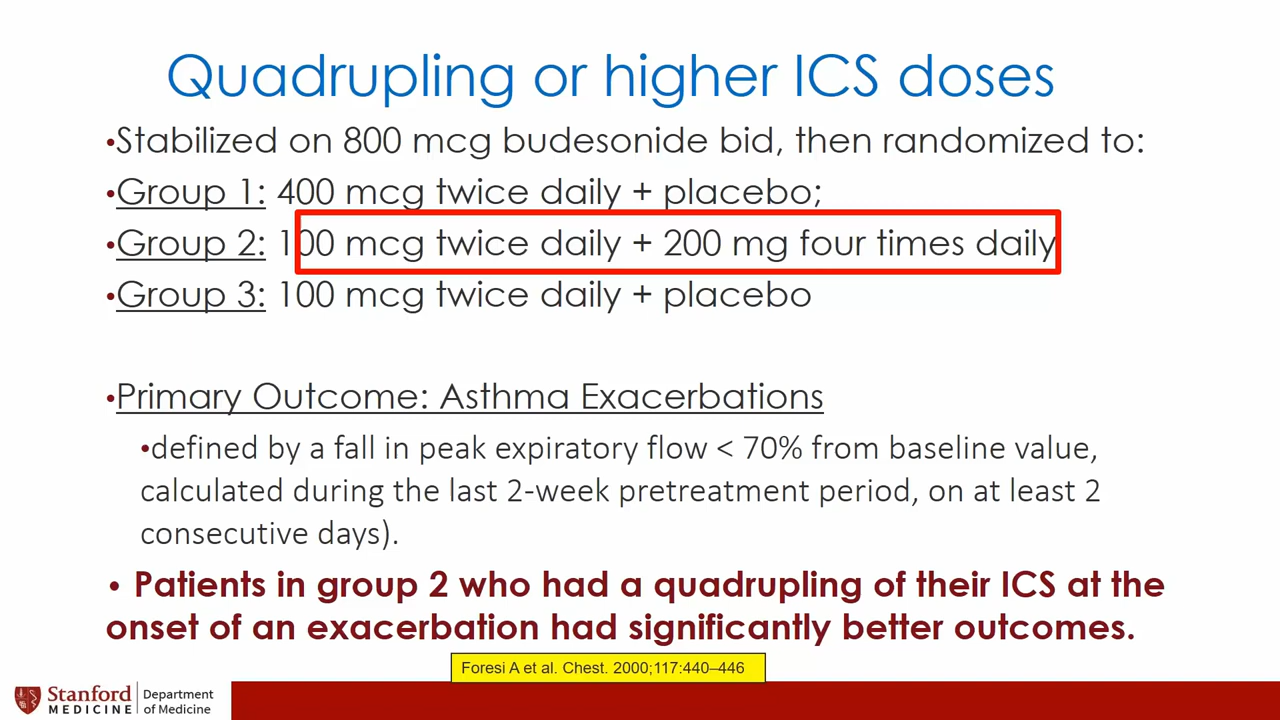 Quadrupling or higher ICS doses
•Stabilized on 800 mcg budesonide bid, then randomized to:
•Group 1: 400 mcg twice daily + placebo;
•Group 2: 100 mcg twice daily + 200 mg four times daily
•Group 3: 100 mcg twice daily + placebo
•Primary Outcome: Asthma Exacerbations
•defined by a fall in peak expiratory flow < 70% from baseline value,
calculated during the last 2-week pretreatment period, on at least 2
consecutive days).
• Patients in group 2 who had a quadrupling of their ICS at the
onset of an exacerbation had significantly better outcomes.
Foresi A et al. Chest. 2000;117:440–446
Stanford
MEDICINE
Department
of Medicine